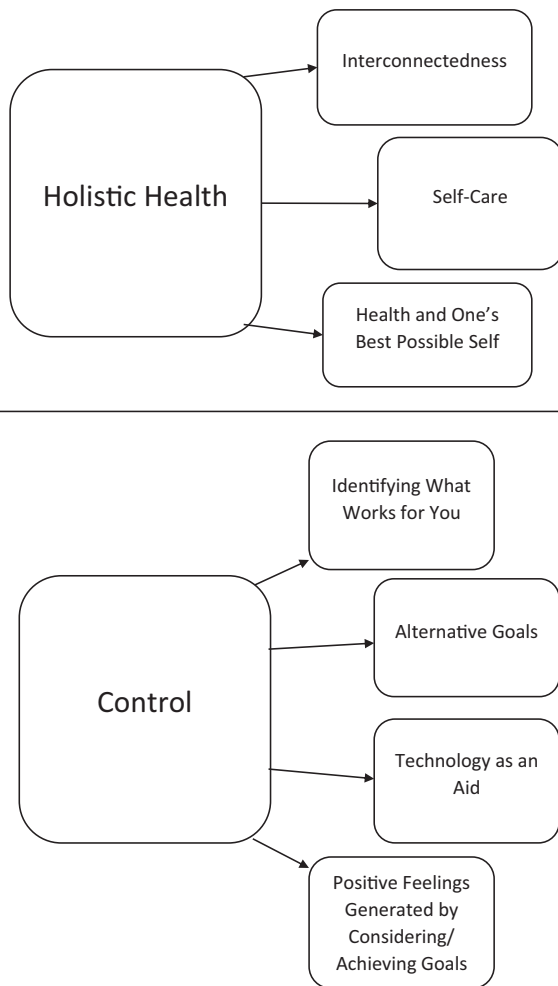 Interconnectedness
Holistic Health
Self-Care
Health and One’s
Best Possible Self
Identifying What
Works for You
Alternative Goals
Control
Technology as an
Aid
Positive Feelings
Generated by
Considering/
Achieving Goals